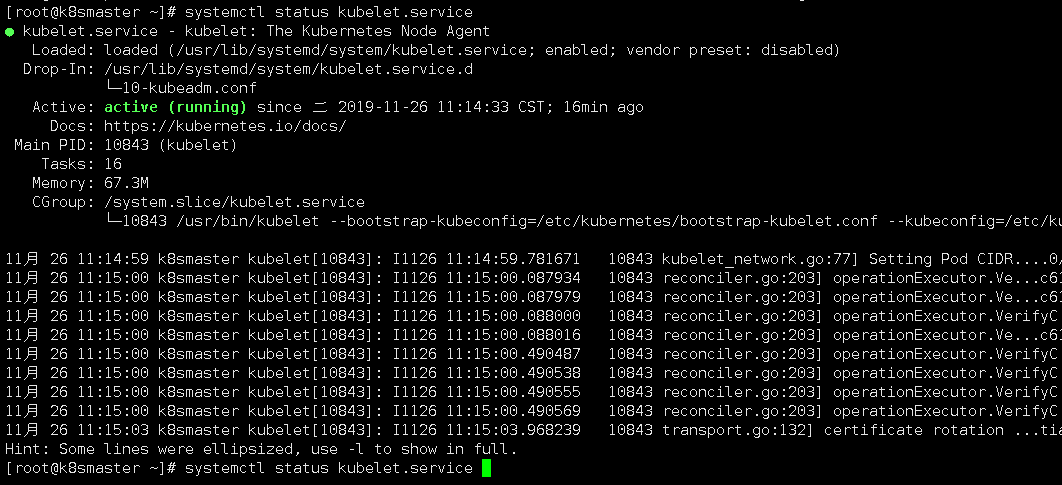 [root@k8smaster ~]# systemctl status kubelet.service
● kubelet.service - kubelet: The Kubernetes Node Agent
   Loaded: loaded (/usr/lib/systemd/system/kubelet.service; enabled; vendor preset: disabled)
  Drop-In: /usr/lib/systemd/system/kubelet.service.d
           └─10-kubeadm.conf
   Active: active (running) since 二 2019-11-26 11:14:33 CST; 16min ago
     Docs: https://kubernetes.io/docs/
 Main PID: 10843 (kubelet)
    Tasks: 16
   Memory: 67.3M
   CGroup: /system.slice/kubelet.service
           └─10843 /usr/bin/kubelet --bootstrap-kubeconfig=/etc/kubernetes/bootstrap-kubelet.conf --kubeconfig=/etc/ku
11月 26 11:14:59 k8smaster kubelet[10843]: I1126 11:14:59.781671   10843 kubelet_network.go:77] Setting Pod CIDR....0/
11月 26 11:15:00 k8smaster kubelet[10843]: I1126 11:15:00.087934   10843 reconciler.go:203] operationExecutor.Ve...c61
11月 26 11:15:00 k8smaster kubelet[10843]: I1126 11:15:00.087979   10843 reconciler.go:203] operationExecutor.Ve...c61
11月 26 11:15:00 k8smaster kubelet[10843]: I1126 11:15:00.088000   10843 reconciler.go:203] operationExecutor.VerifyC
11月 26 11:15:00 k8smaster kubelet[10843]: I1126 11:15:00.088016   10843 reconciler.go:203] operationExecutor.Ve...c61
11月 26 11:15:00 k8smaster kubelet[10843]: I1126 11:15:00.490487   10843 reconciler.go:203] operationExecutor.VerifyC
11月 26 11:15:00 k8smaster kubelet[10843]: I1126 11:15:00.490538   10843 reconciler.go:203] operationExecutor.VerifyC
11月 26 11:15:00 k8smaster kubelet[10843]: I1126 11:15:00.490555   10843 reconciler.go:203] operationExecutor.VerifyC
11月 26 11:15:00 k8smaster kubelet[10843]: I1126 11:15:00.490569   10843 reconciler.go:203] operationExecutor.VerifyC
11月 26 11:15:03 k8smaster kubelet[10843]: I1126 11:15:03.968239   10843 transport.go:132] certificate rotation ...tia
Hint: Some lines were ellipsized, use -l to show in full.
[root@k8smaster ~]# systemctl status kubelet.service